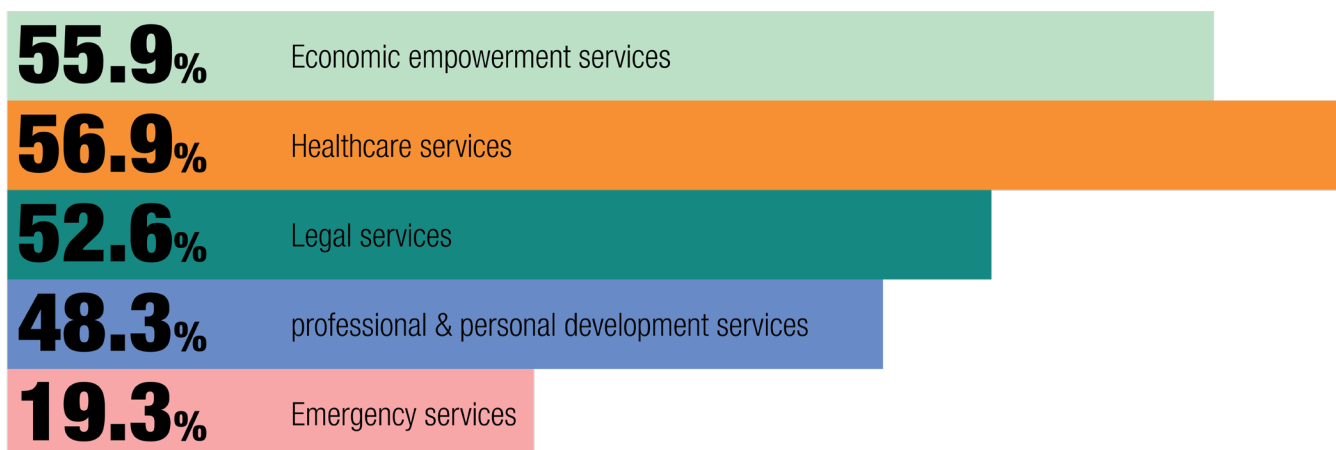 55.9% Economic empowerment services
56.9% Healthcare services
52.6% Legal services
48.3% professional & personal development services
19.3% Emergency services